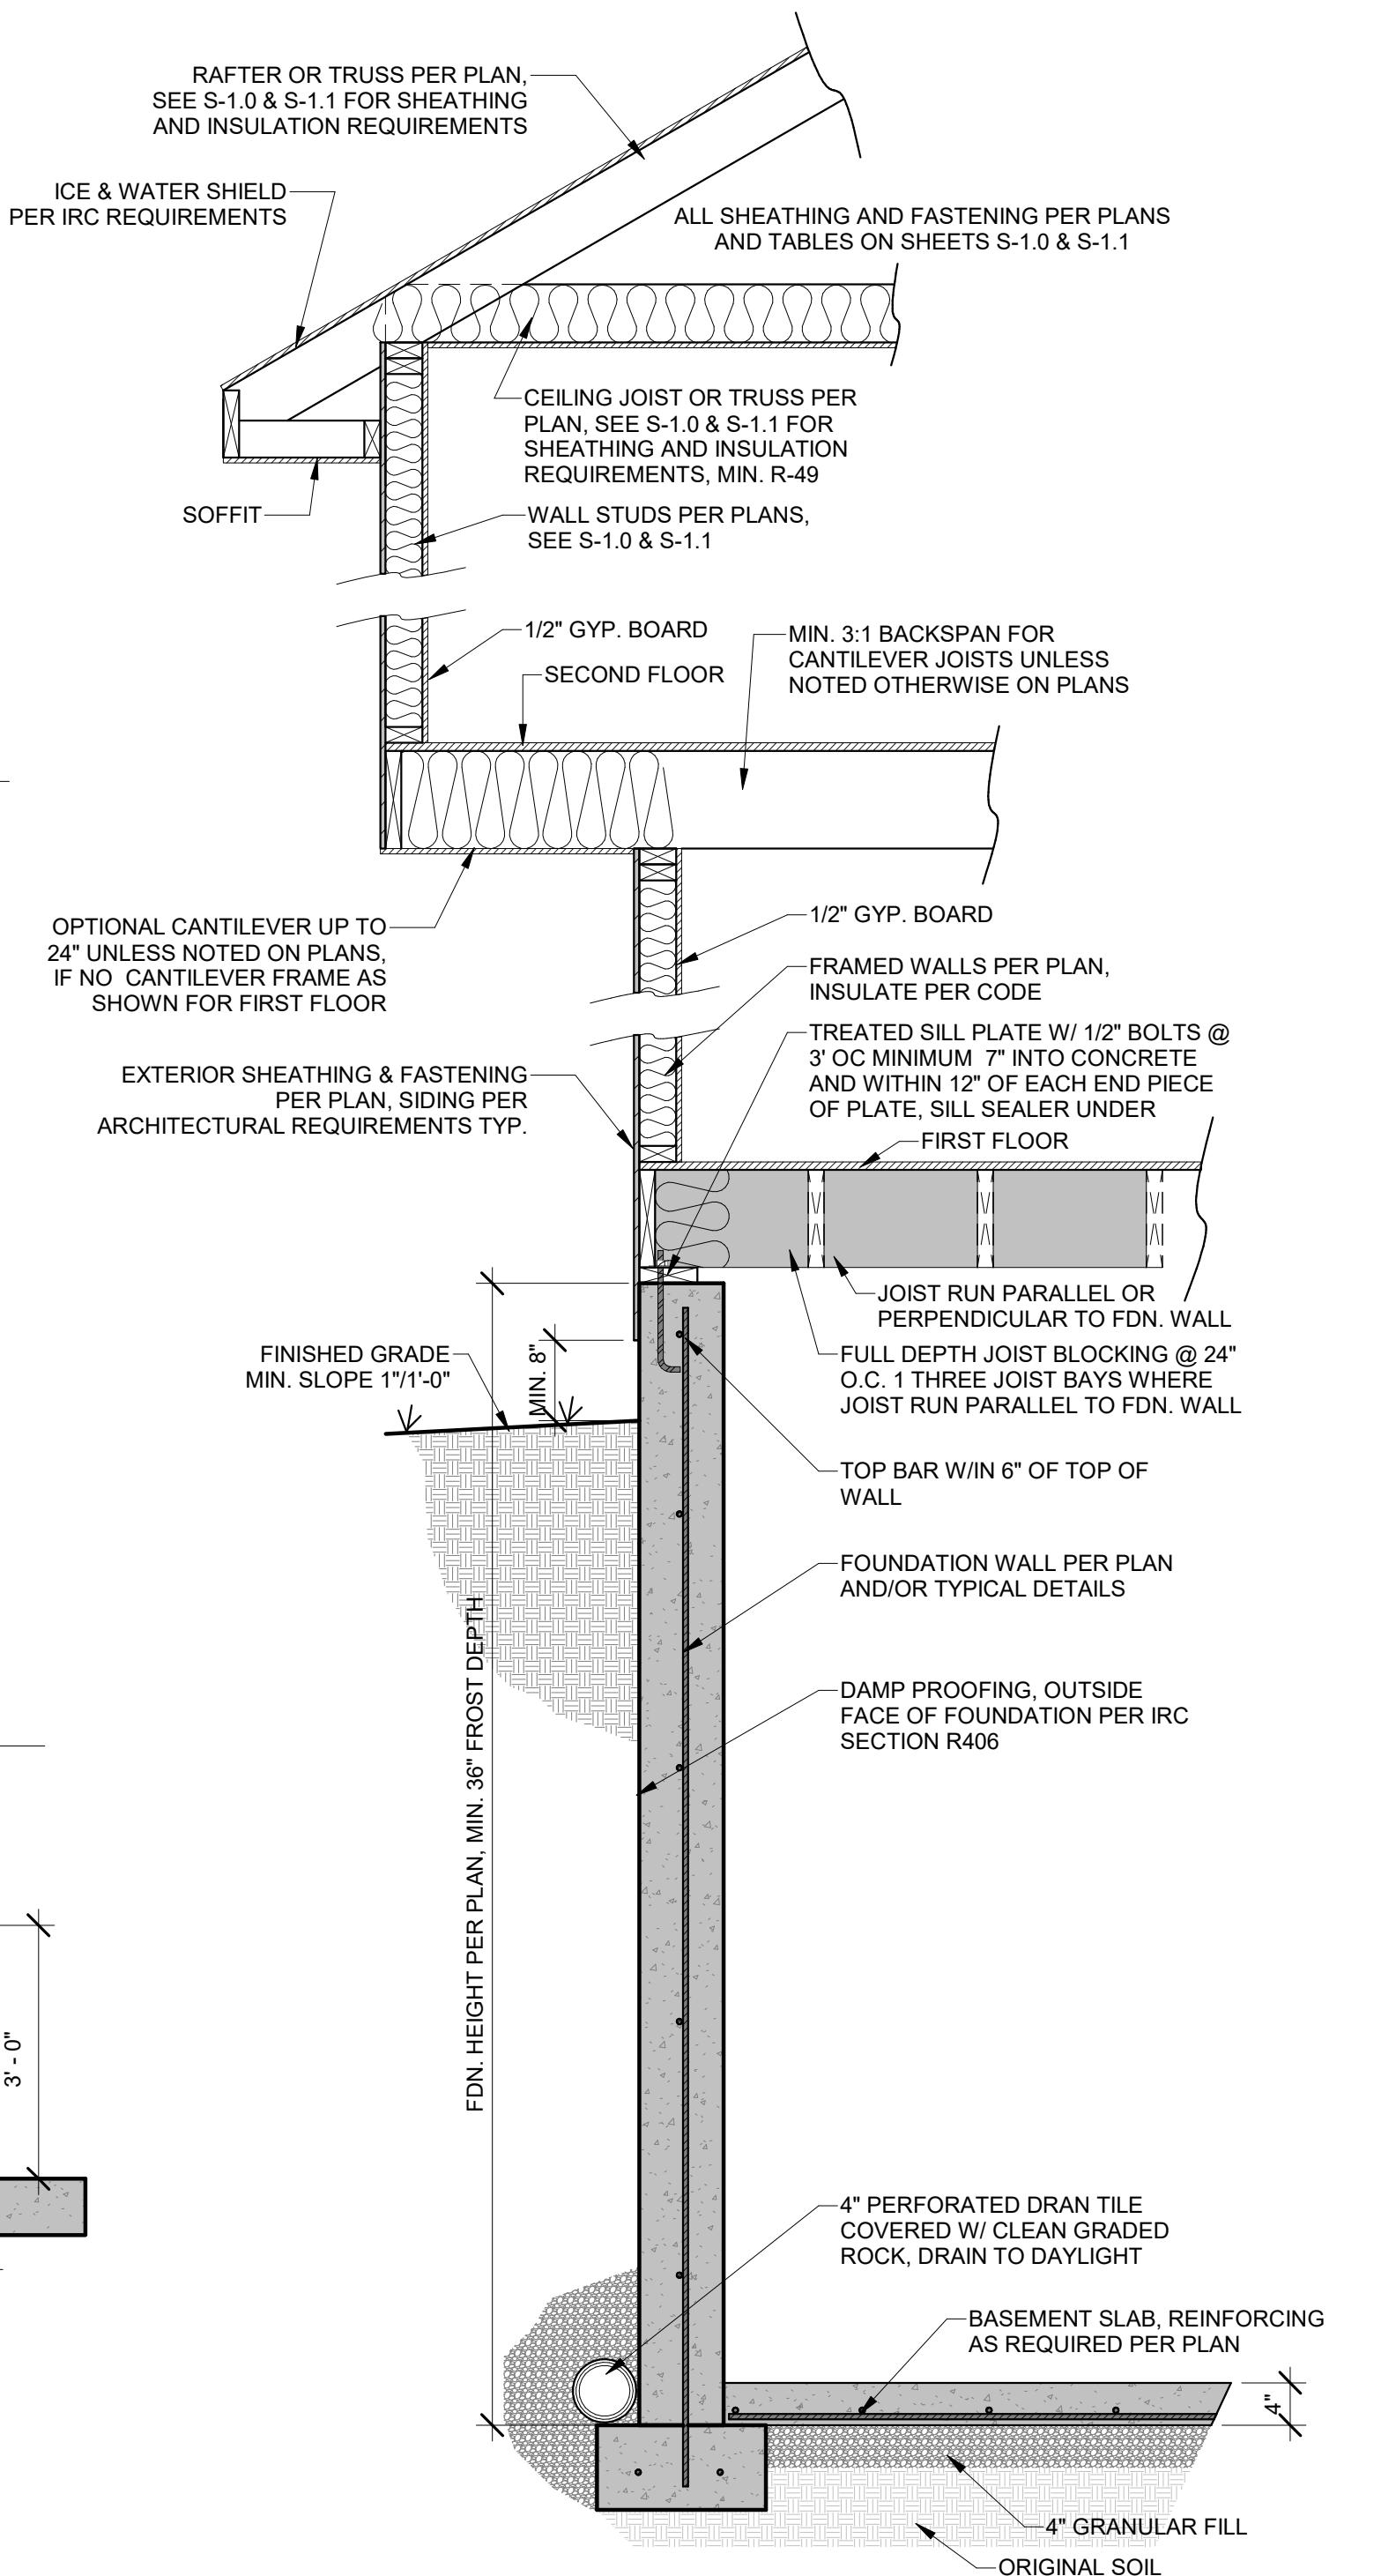 RAFTER OR TRUSS PER PLAN,
SEE S-1.0 & S-1.1 FOR SHEATHING
AND INSULATION REQUIREMENTS
ICE & WATER SHIELD
PER IRC REQUIREMENTS
ALL SHEATHING AND FASTENING PER PLANS
AND TABLES ON SHEETS S-1.0 & S-1.1
CEILING JOIST OR TRUSS PER
PLAN, SEE S-1.0 & S-1.1 FOR
SHEATHING AND INSULATION
REQUIREMENTS, MIN. R-49
SOFFIT
WALL STUDS PER PLANS,
SEE S-1.0 & S-1.1
1/2" GYP. BOARD
SECOND FLOOR
MIN. 3:1 BACKSPAN FOR
CANTILEVER JOISTS UNLESS
NOTED OTHERWISE ON PLANS
OPTIONAL CANTILEVER UP TO
24" UNLESS NOTED ON PLANS,
IF NO CANTILEVER FRAME AS
SHOWN FOR FIRST FLOOR
1/2" GYP. BOARD
FRAMED WALLS PER PLAN,
INSULATE PER CODE
TREATED SILL PLATE W/ 1/2" BOLTS @
3' OC MINIMUM 7" INTO CONCRETE
AND WITHIN 12" OF EACH END PIECE
OF PLATE, SILL SEALER UNDER
EXTERIOR SHEATHING & FASTENING
PER PLAN, SIDING PER
ARCHITECTURAL REQUIREMENTS TYP.
FIRST FLOOR
JOIST RUN PARALLEL OR
PERPENDICULAR TO FDN. WALL
FINISHED GRADE
MIN. SLOPE 1"/1'-0"
MIN. 8"
FULL DEPTH JOIST BLOCKING @ 24"
O.C. 1 THREE JOIST BAYS WHERE
JOIST RUN PARALLEL TO FDN. WALL
TOP BAR W/IN 6" OF TOP OF
WALL
FOUNDATION WALL PER PLAN
AND/OR TYPICAL DETAILS
DAMP PROOFING, OUTSIDE
FACE OF FOUNDATION PER IRC
SECTION R406
FDN. HEIGHT PER PLAN, MIN. 36" FROST DEPTH
3' - 0"
4" PERFORATED DRAN TILE
COVERED W/ CLEAN GRADED
ROCK, DRAIN TO DAYLIGHT
BASEMENT SLAB, REINFORCING
AS REQUIRED PER PLAN
4"
4" GRANULAR FILL
ORIGINAL SOIL